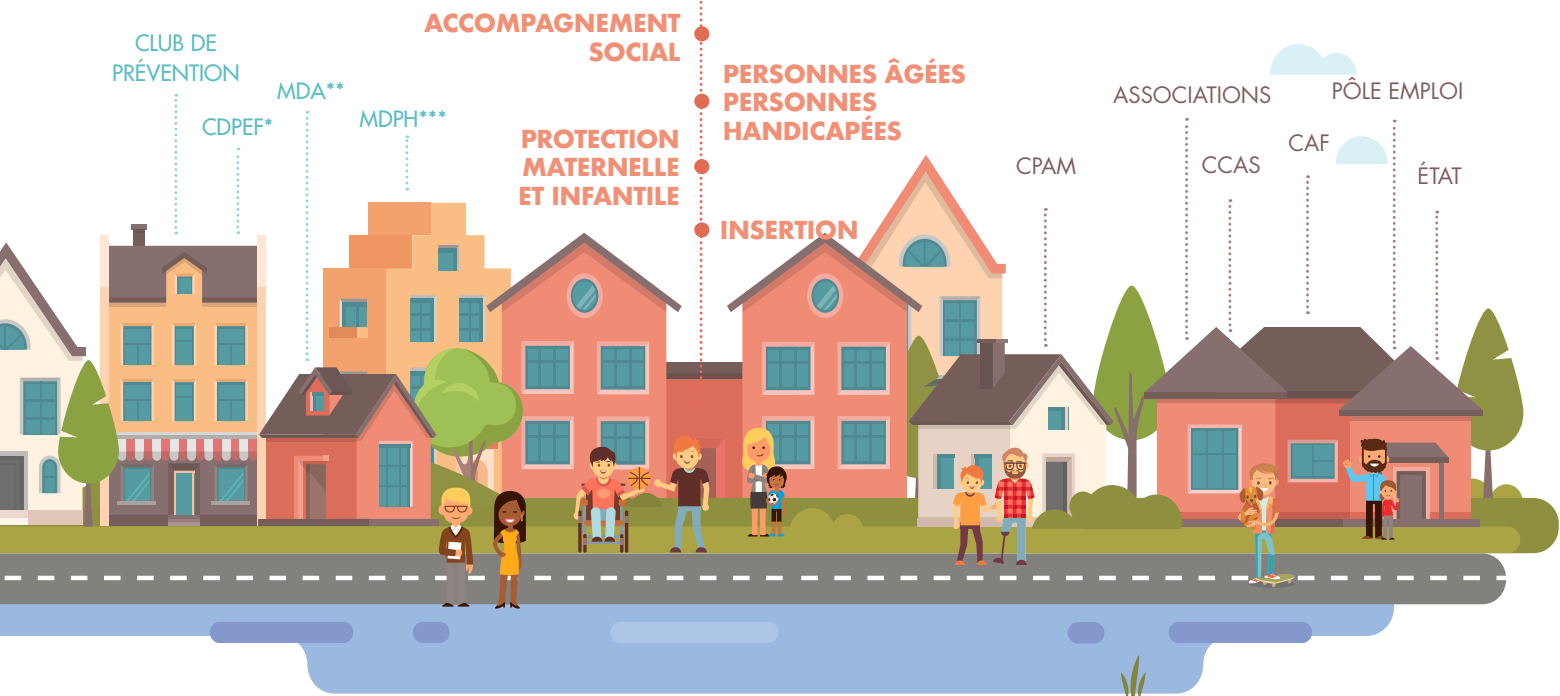 CLUB DE
PRÉVENTION
CDPEF*
MDA**
MDPH***
ACCOMPAGNEMENT
SOCIAL
PERSONNES ÂGÉES
PERSONNES
HANDICAPÉES
PROTECTION
MATERNELLE
ET INFANTILE
INSERTION
CPAM
ASSOCIATIONS
CCAS
CAF
PÔLE EMPLOI
ÉTAT